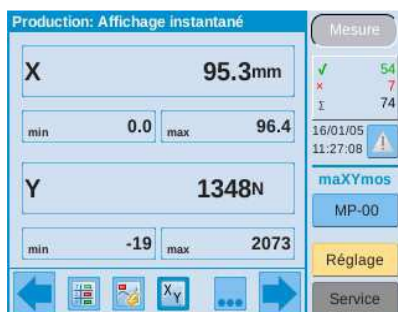 Production: Affichage instantané
Mesure
X 95.3mm
min 0.0 max 96.4
Y 1348N
min -19 max 2073
√ 54
× 7
Σ 74
16/01/05
11:27:08
maXYmos
MP-00
Réglage
Service
XY